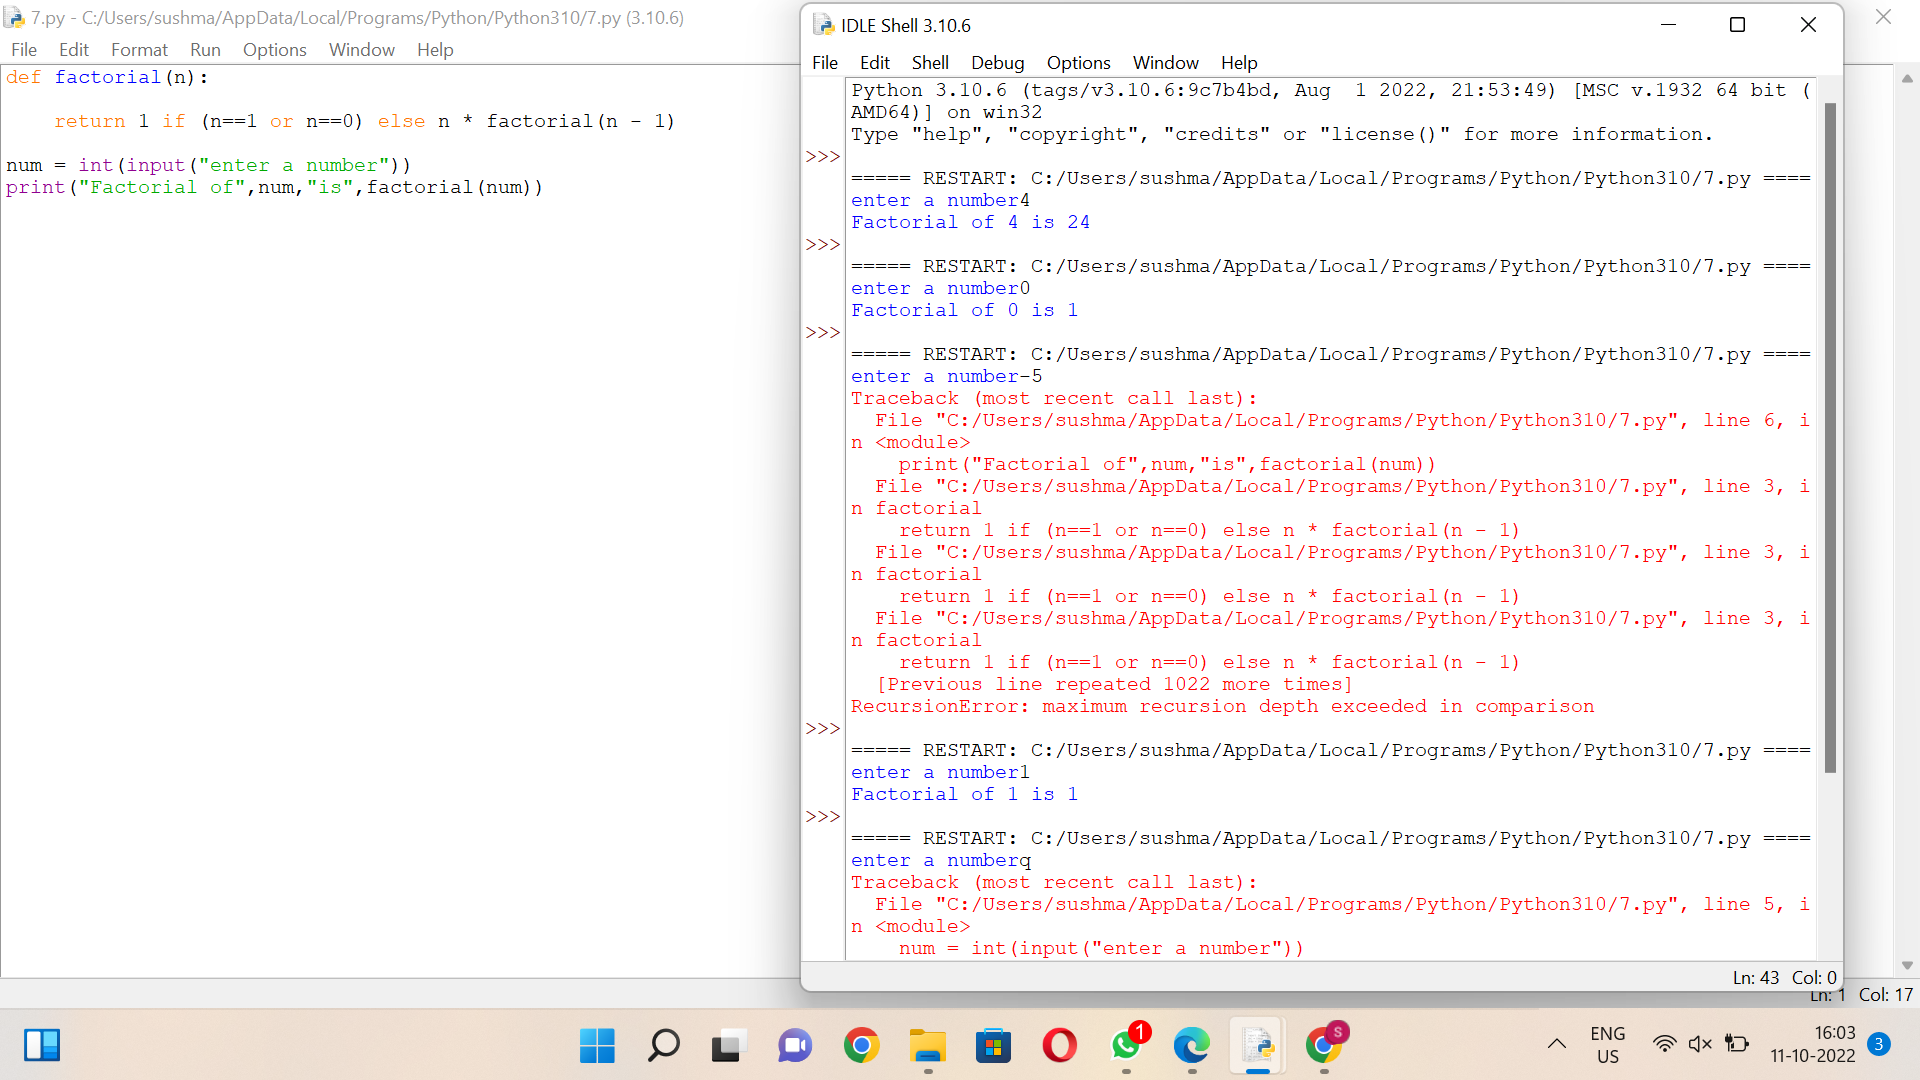 7.py - C:/Users/sushma/AppData/Local/Programs/Python/Python310/7.py (3.10.6)
File Edit Format Run Options Window Help
def factorial(n):
    return 1 if (n==1 or n==0) else n * factorial(n - 1)
num = int(input("enter a number"))
print("Factorial of",num,"is",factorial(num))
IDLE Shell 3.10.6
File Edit Shell Debug Options Window Help
Python 3.10.6 (tags/v3.10.6:9c7b4bd, Aug  1 2022, 21:53:49) [MSC v.1932 64 bit (
AMD64)] on win32
Type "help", "copyright", "credits" or "license()" for more information.
>>>
===== RESTART: C:/Users/sushma/AppData/Local/Programs/Python/Python310/7.py ====
enter a number4
Factorial of 4 is 24
>>>
===== RESTART: C:/Users/sushma/AppData/Local/Programs/Python/Python310/7.py ====
enter a number0
Factorial of 0 is 1
>>>
===== RESTART: C:/Users/sushma/AppData/Local/Programs/Python/Python310/7.py ====
enter a number-5
Traceback (most recent call last):
  File "C:/Users/sushma/AppData/Local/Programs/Python/Python310/7.py", line 6, i
n <module>
    print("Factorial of",num,"is",factorial(num))
  File "C:/Users/sushma/AppData/Local/Programs/Python/Python310/7.py", line 3, i
n factorial
    return 1 if (n==1 or n==0) else n * factorial(n - 1)
  File "C:/Users/sushma/AppData/Local/Programs/Python/Python310/7.py", line 3, i
n factorial
    return 1 if (n==1 or n==0) else n * factorial(n - 1)
  File "C:/Users/sushma/AppData/Local/Programs/Python/Python310/7.py", line 3, i
n factorial
    return 1 if (n==1 or n==0) else n * factorial(n - 1)
  [Previous line repeated 1022 more times]
RecursionError: maximum recursion depth exceeded in comparison
>>>
===== RESTART: C:/Users/sushma/AppData/Local/Programs/Python/Python310/7.py ====
enter a number1
Factorial of 1 is 1
>>>
===== RESTART: C:/Users/sushma/AppData/Local/Programs/Python/Python310/7.py ====
enter a numberq
Traceback (most recent call last):
  File "C:/Users/sushma/AppData/Local/Programs/Python/Python310/7.py", line 5, i
n <module>
    num = int(input("enter a number"))
Ln: 43 Col: 0
Ln: 1 Col: 17
1
S
ENG
US
16:03
11-10-2022
3